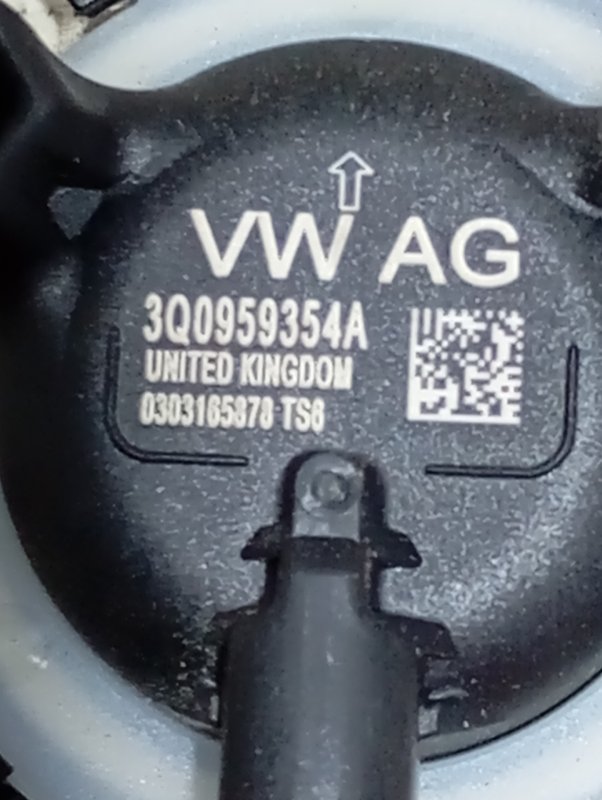 VW AG
3Q0959354A
UNITED KINGDOM
0303165878 TS6